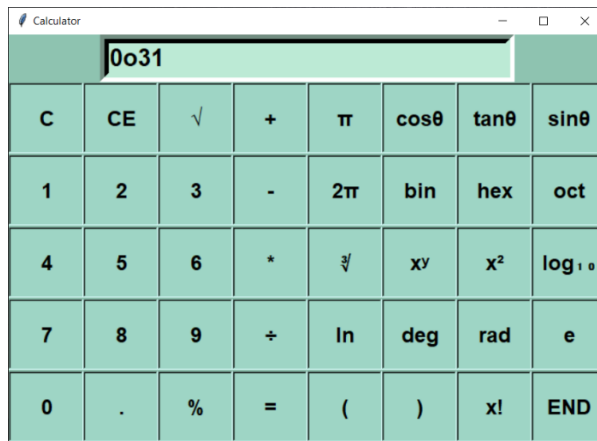 Calculator
0o31
C CE √ + π cosθ tanθ sinθ
1 2 3 - 2π bin hex oct
4 5 6 * ∛ xʸ x² log₁₀
7 8 9 ÷ ln deg rad e
0 . % = ( ) x! END